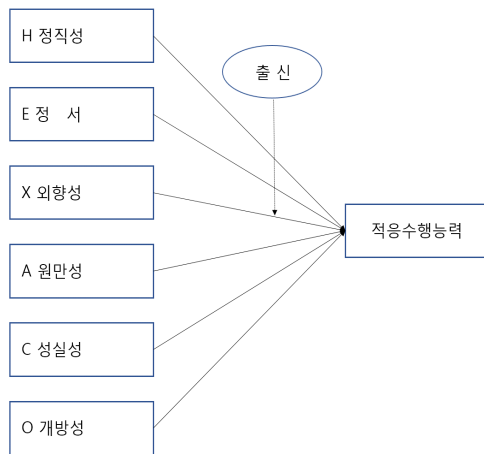 H 정직성
출 신
E 정 서
X 외향성
적응수행능력
A 원만성
C 성실성
O 개방성